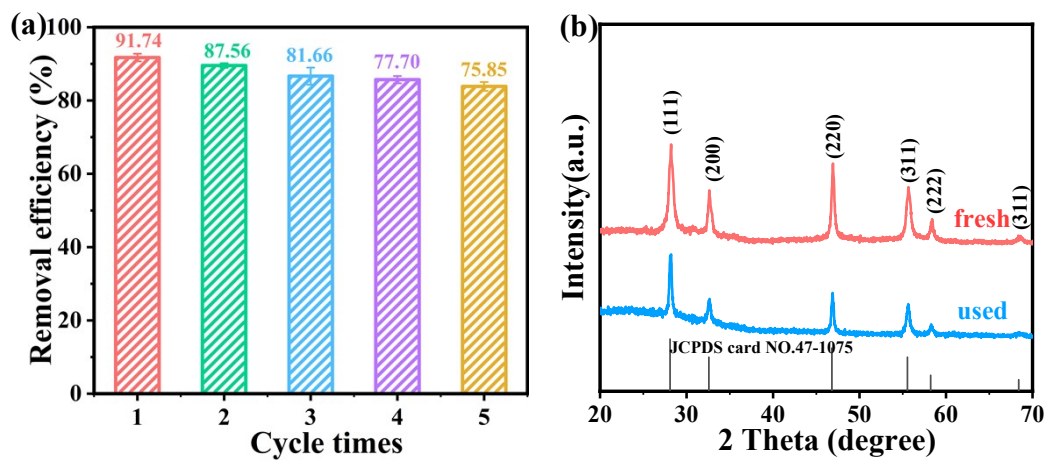 (a)
Removal efficiency (%)
100
80
60
40
20
0
91.74
87.56
81.66
77.70
75.85
1 2 3 4 5
Cycle times
(b)
Intensity(a.u.)
(111)
(200)
(220)
(311)
(222)
(311)
fresh
used
JCPDS card NO.47-1075
20 30 40 50 60 70
2 Theta (degree)